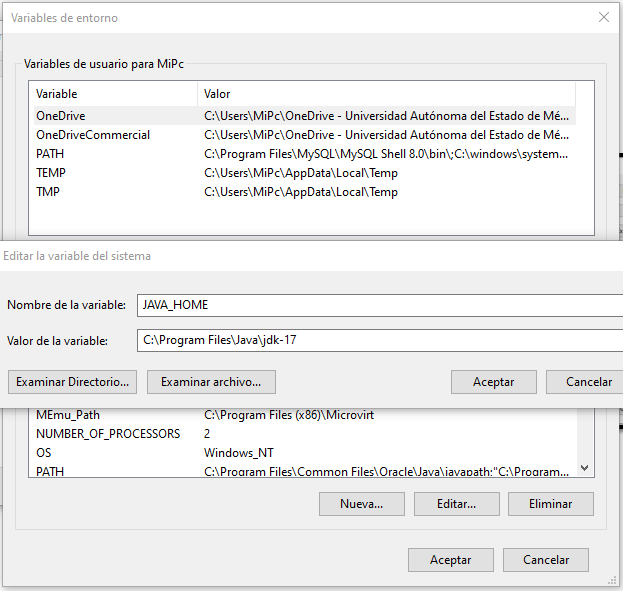 Variables de entorno
Variables de usuario para MiPc
Variable Valor
OneDrive C:\Users\MiPc\OneDrive - Universidad Autónoma del Estado de Mé...
OneDriveCommercial C:\Users\MiPc\OneDrive - Universidad Autónoma del Estado de Mé...
PATH C:\Program Files\MySQL\MySQL Shell 8.0\bin\;C:\windows\system...
TEMP C:\Users\MiPc\AppData\Local\Temp
TMP C:\Users\MiPc\AppData\Local\Temp
Editar la variable del sistema
Nombre de la variable: JAVA_HOME
Valor de la variable: C:\Program Files\Java\jdk-17
Examinar Directorio... Examinar archivo... Aceptar Cancelar
MEmu_Path C:\Program Files (x86)\Microvirt
NUMBER_OF_PROCESSORS 2
OS Windows_NT
PATH C:\Program Files\Common Files\Oracle\Java\javapath;"C:\Program...
Nueva... Editar... Eliminar
Aceptar Cancelar